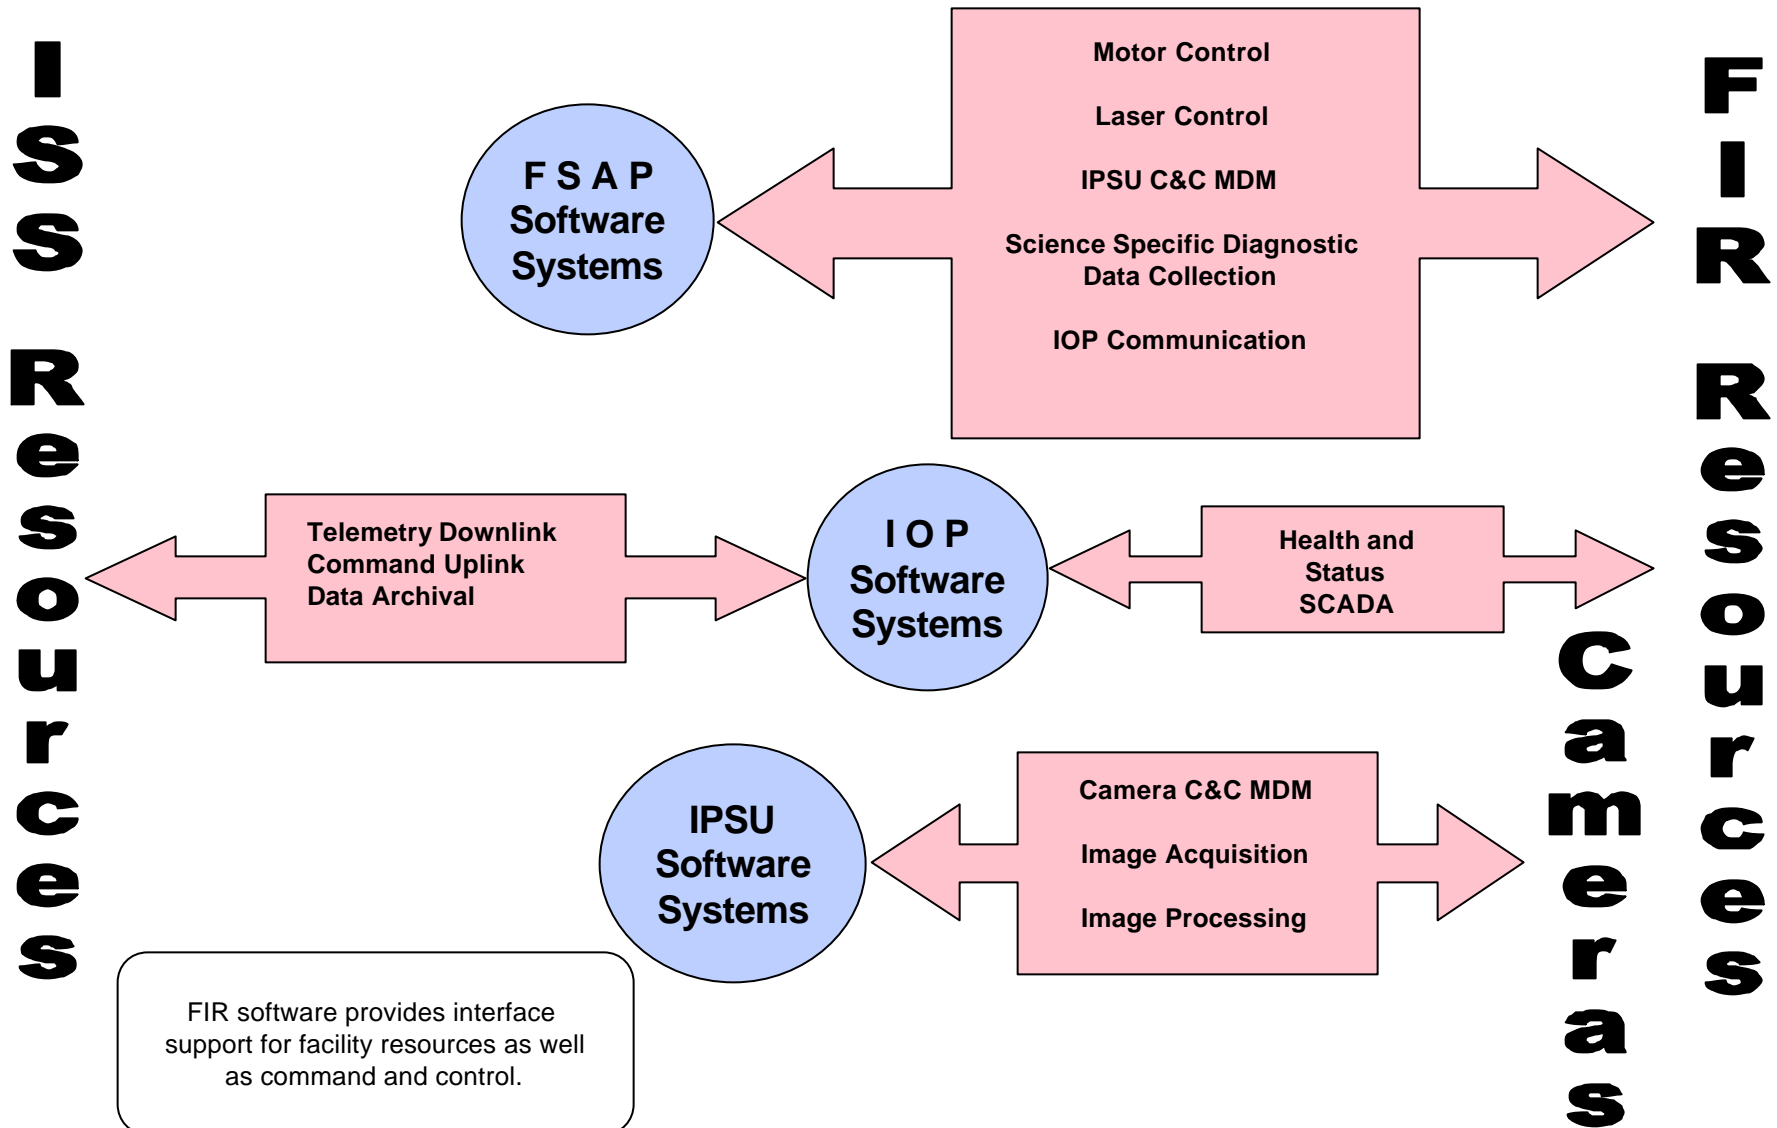 ISS Resources
F S A P
Software
Systems
Motor Control
Laser Control
IPSU C&C MDM
Science Specific Diagnostic
Data Collection
IOP Communication
FIR Resources
Telemetry Downlink
Command Uplink
Data Archival
I O P
Software
Systems
Health and
Status
SCADA
IPSU
Software
Systems
Camera C&C MDM
Image Acquisition
Image Processing
Cameras
FIR software provides interface
support for facility resources as well
as command and control.